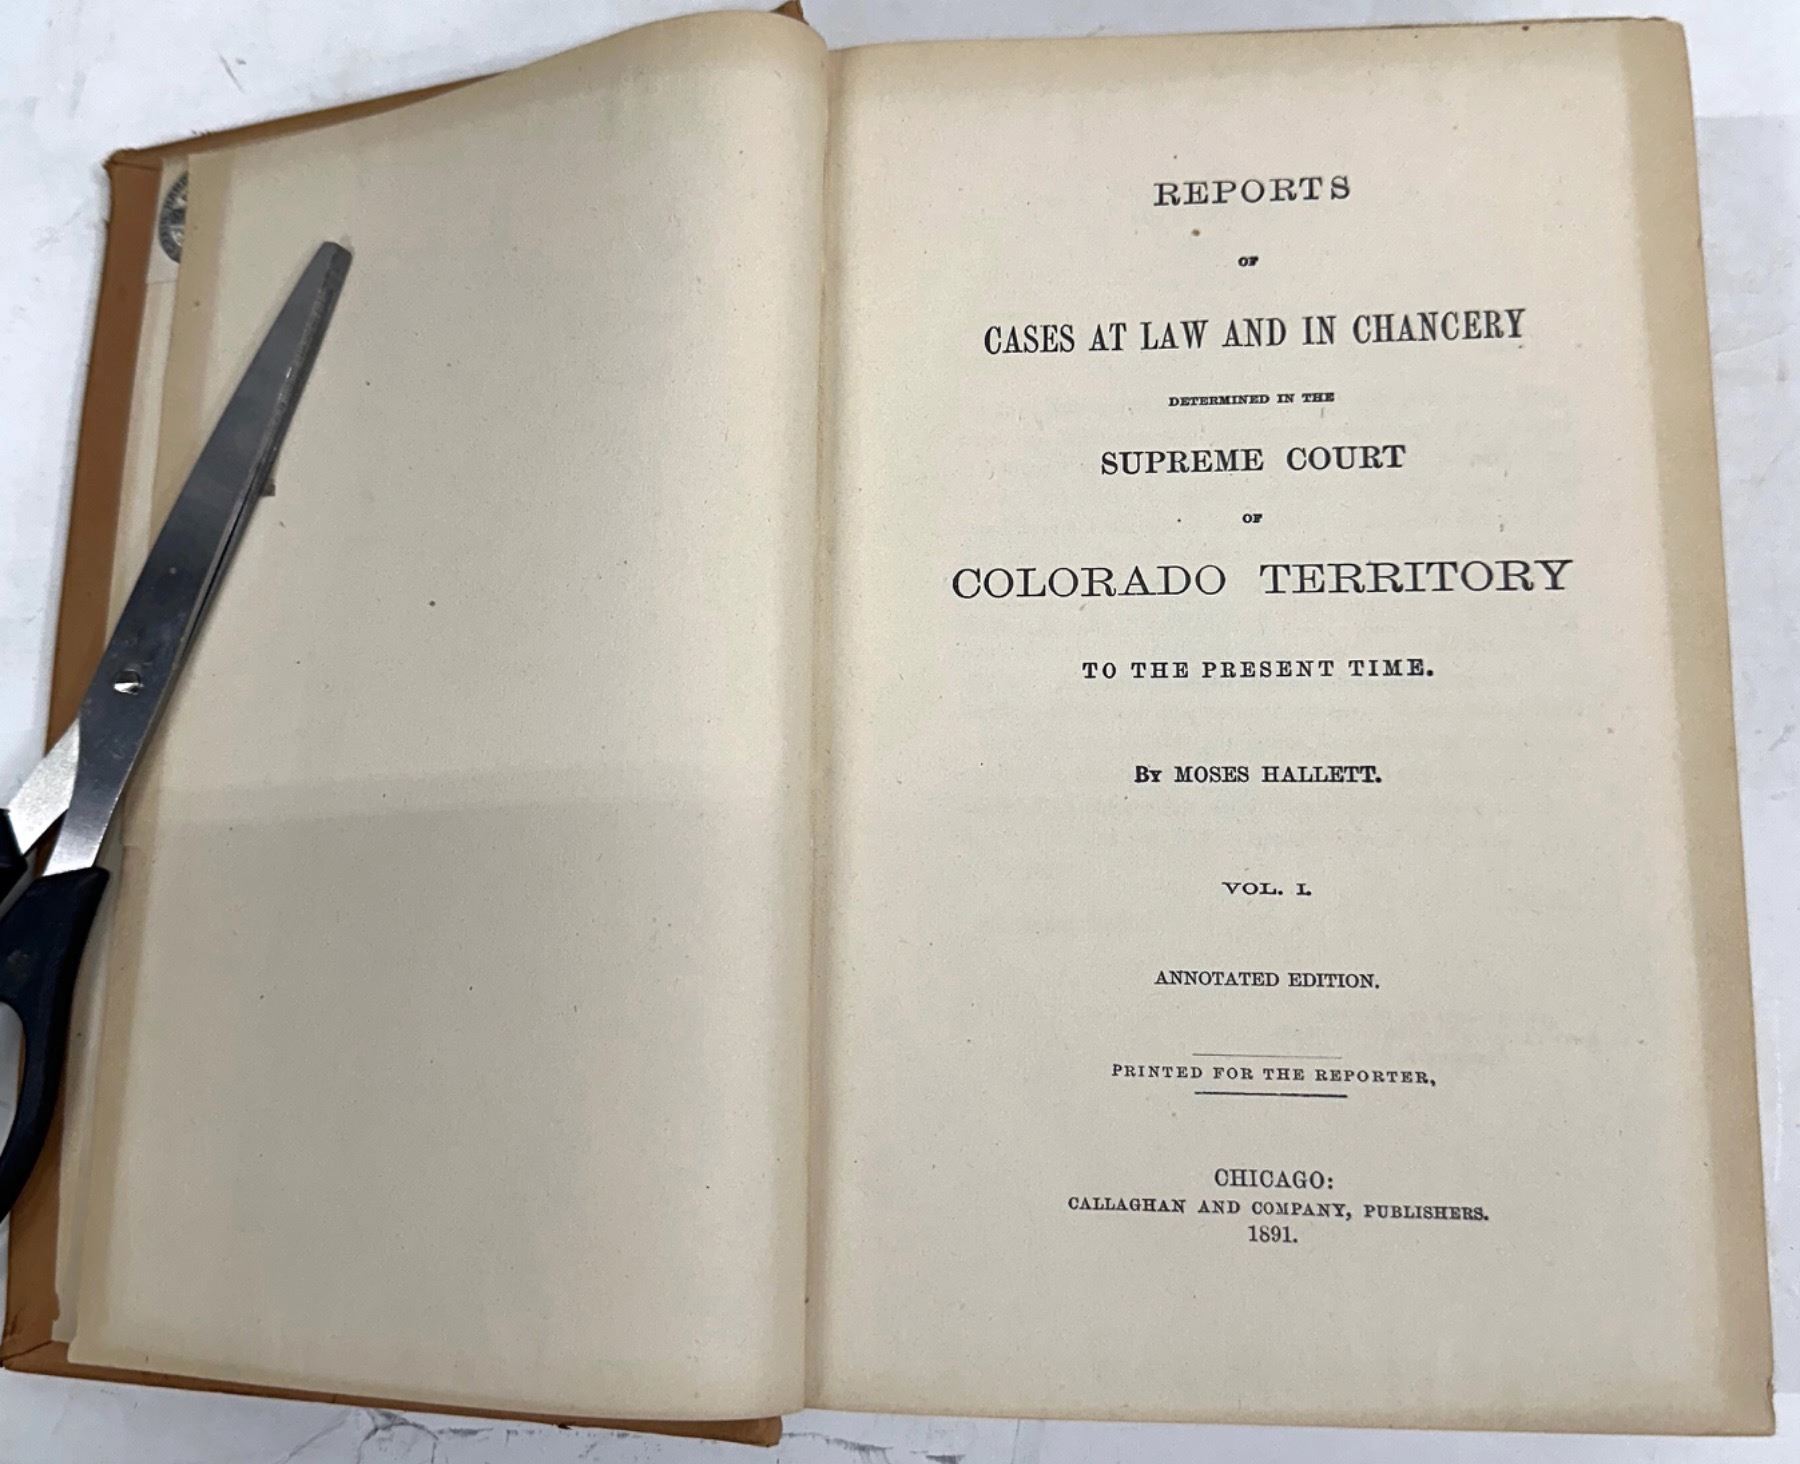 REPORTS
OF
CASES AT LAW AND IN CHANCERY
DETERMINED IN THE
SUPREME COURT
OF
COLORADO TERRITORY
TO THE PRESENT TIME.
BY MOSES HALLETT.
VOL. I.
ANNOTATED EDITION.
PRINTED FOR THE REPORTER,
CHICAGO:
CALLAGHAN AND COMPANY, PUBLISHERS.
1891.